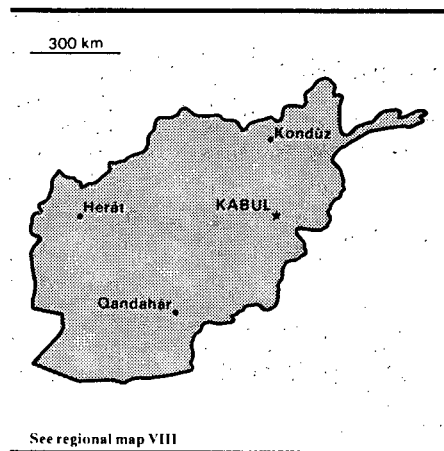 300 km
Kondūz
Herāt
KABUL
Qandahār
See regional map VIII